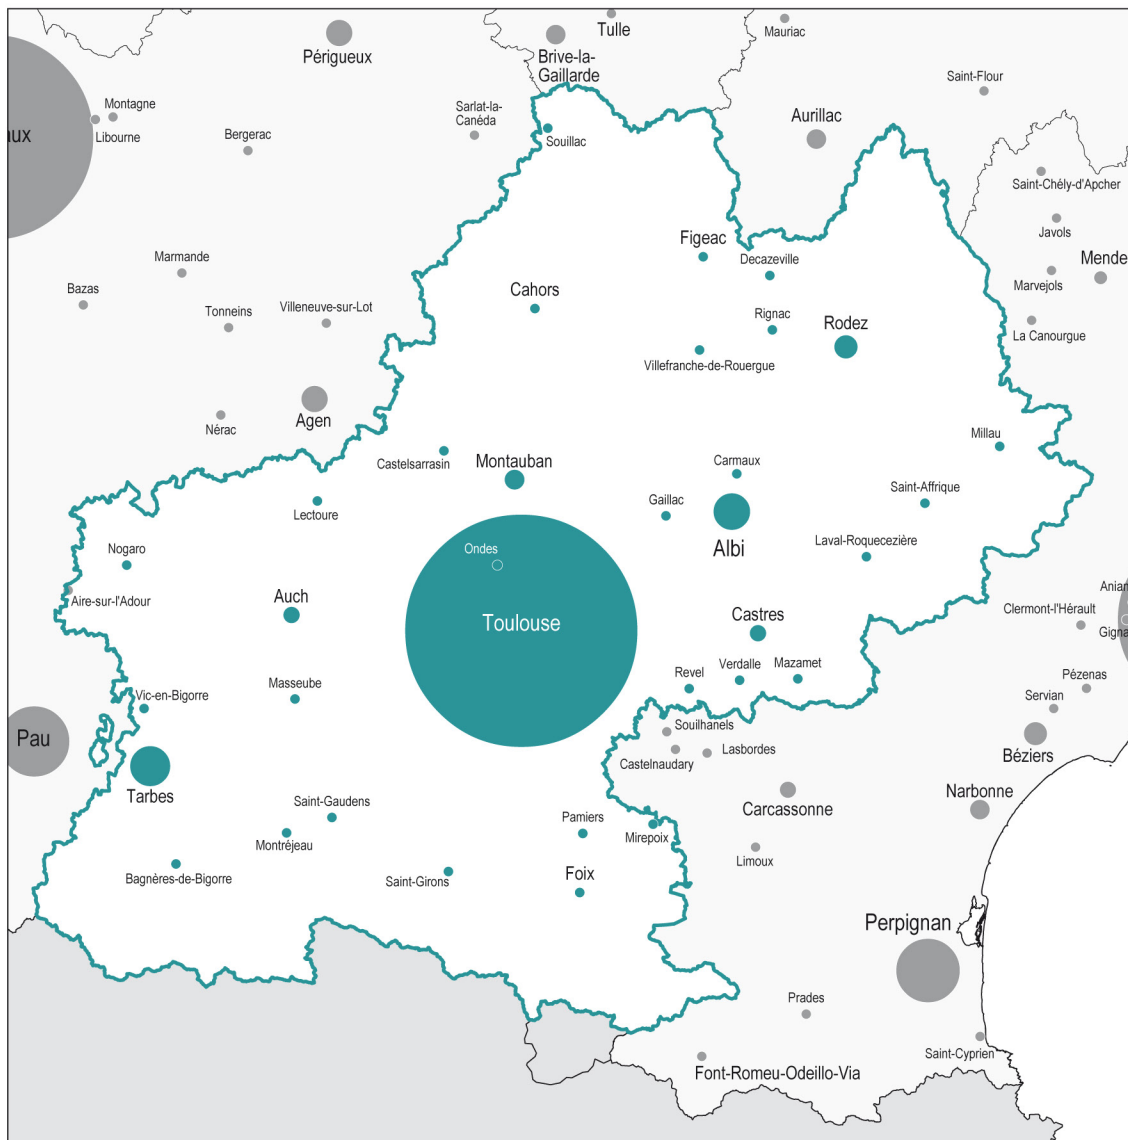 Tulle
Mauriac
Périgueux
Brive-la-
Gaillarde
Saint-Flour
Montagne
Sarlat-la-
Canéda
Aurillac
aux
Libourne
Bergerac
Souillac
Saint-Chély-d'Apcher
Javols
Figeac
Marmande
Decazeville
Mende
Bazas
Cahors
Marvejols
Tonneins
Villeneuve-sur-Lot
Rignac
Rodez
La Canourgue
Villefranche-de-Rouergue
Agen
Nérac
Millau
Castelsarrasin
Montauban
Carmaux
Saint-Affrique
Gaillac
Lectoure
Laval-Roquecezière
Nogaro
Ondes
Albi
Anian
Aire-sur-l'Adour
Auch
Clermont-l'Hérault
Castres
Toulouse
Gigna
Revel
Verdalle
Mazamet
Pézenas
Masseube
Vic-en-Bigorre
Servian
Souilhanels
Pau
Lasbordes
Béziers
Castelnaudary
Tarbes
Saint-Gaudens
Carcassonne
Narbonne
Pamiers
Mirepoix
Montréjeau
Limoux
Bagnères-de-Bigorre
Saint-Girons
Foix
Perpignan
Prades
Saint-Cyprien
Font-Romeu-Odeillo-Via